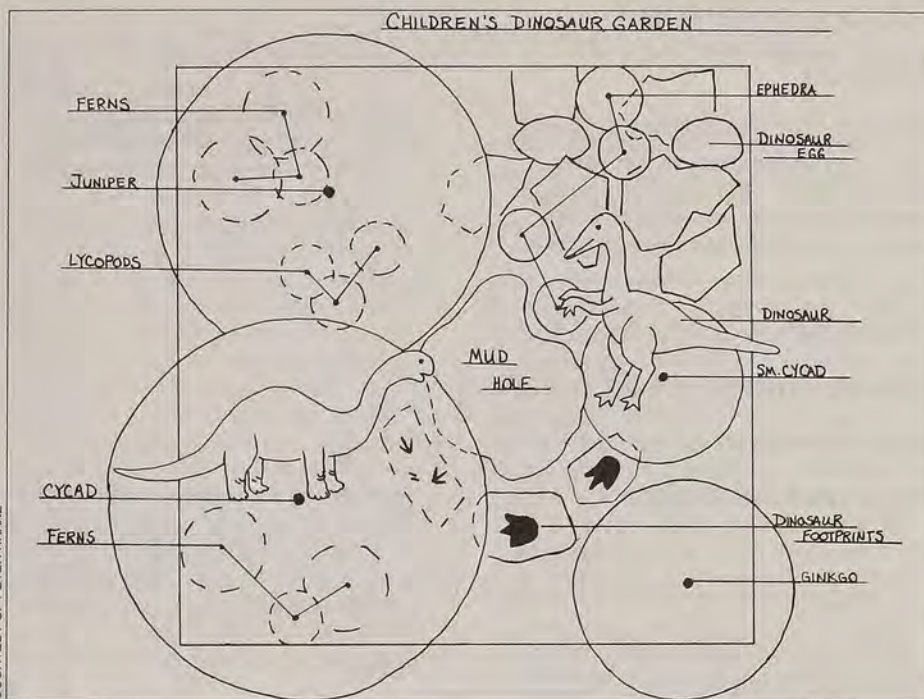 CHILDREN'S DINOSAUR GARDEN
FERNS
JUNIPER
LYCOPODS
CYCAD
FERNS
MUD
HOLE
EPHEDRA
DINOSAUR
EGG
DINOSAUR
SM. CYCAD
DINOSAUR
FOOTPRINTS
GINKGO